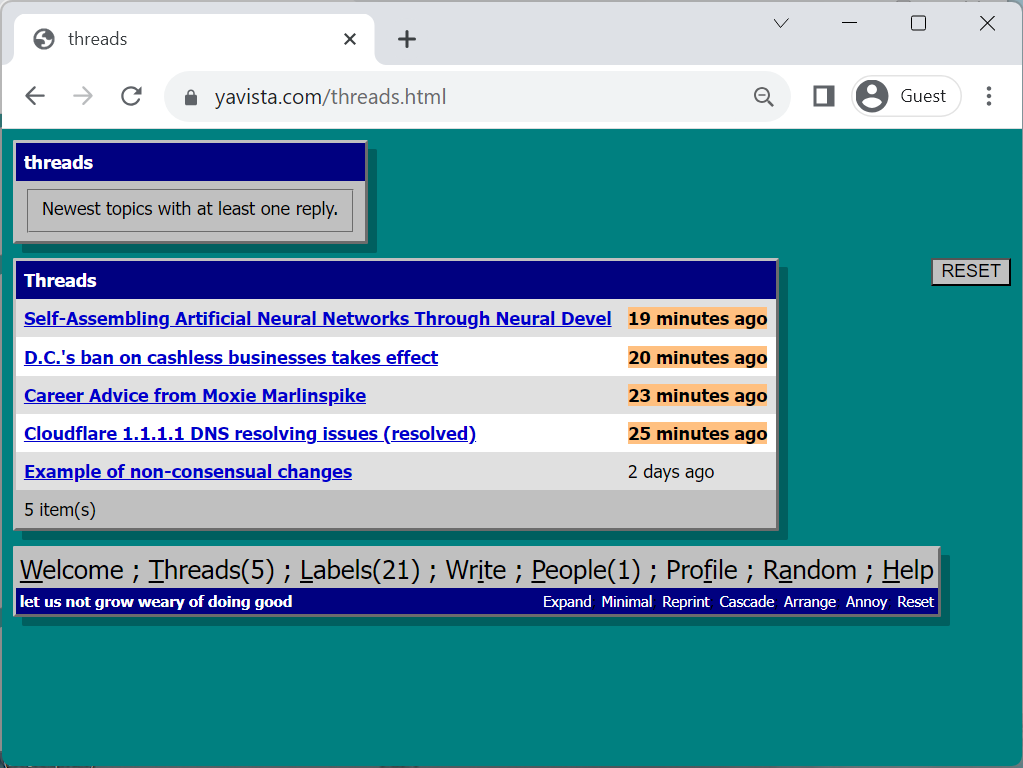 threads
yavista.com/threads.html
Guest
threads
Newest topics with at least one reply.
RESET
Threads
Self-Assembling Artificial Neural Networks Through Neural Devel 19 minutes ago
D.C.'s ban on cashless businesses takes effect 20 minutes ago
Career Advice from Moxie Marlinspike 23 minutes ago
Cloudflare 1.1.1.1 DNS resolving issues (resolved) 25 minutes ago
Example of non-consensual changes 2 days ago
5 item(s)
Welcome ; Threads(5) ; Labels(21) ; Write ; People(1) ; Profile ; Random ; Help
let us not grow weary of doing good Expand Minimal Reprint Cascade Arrange Annoy Reset